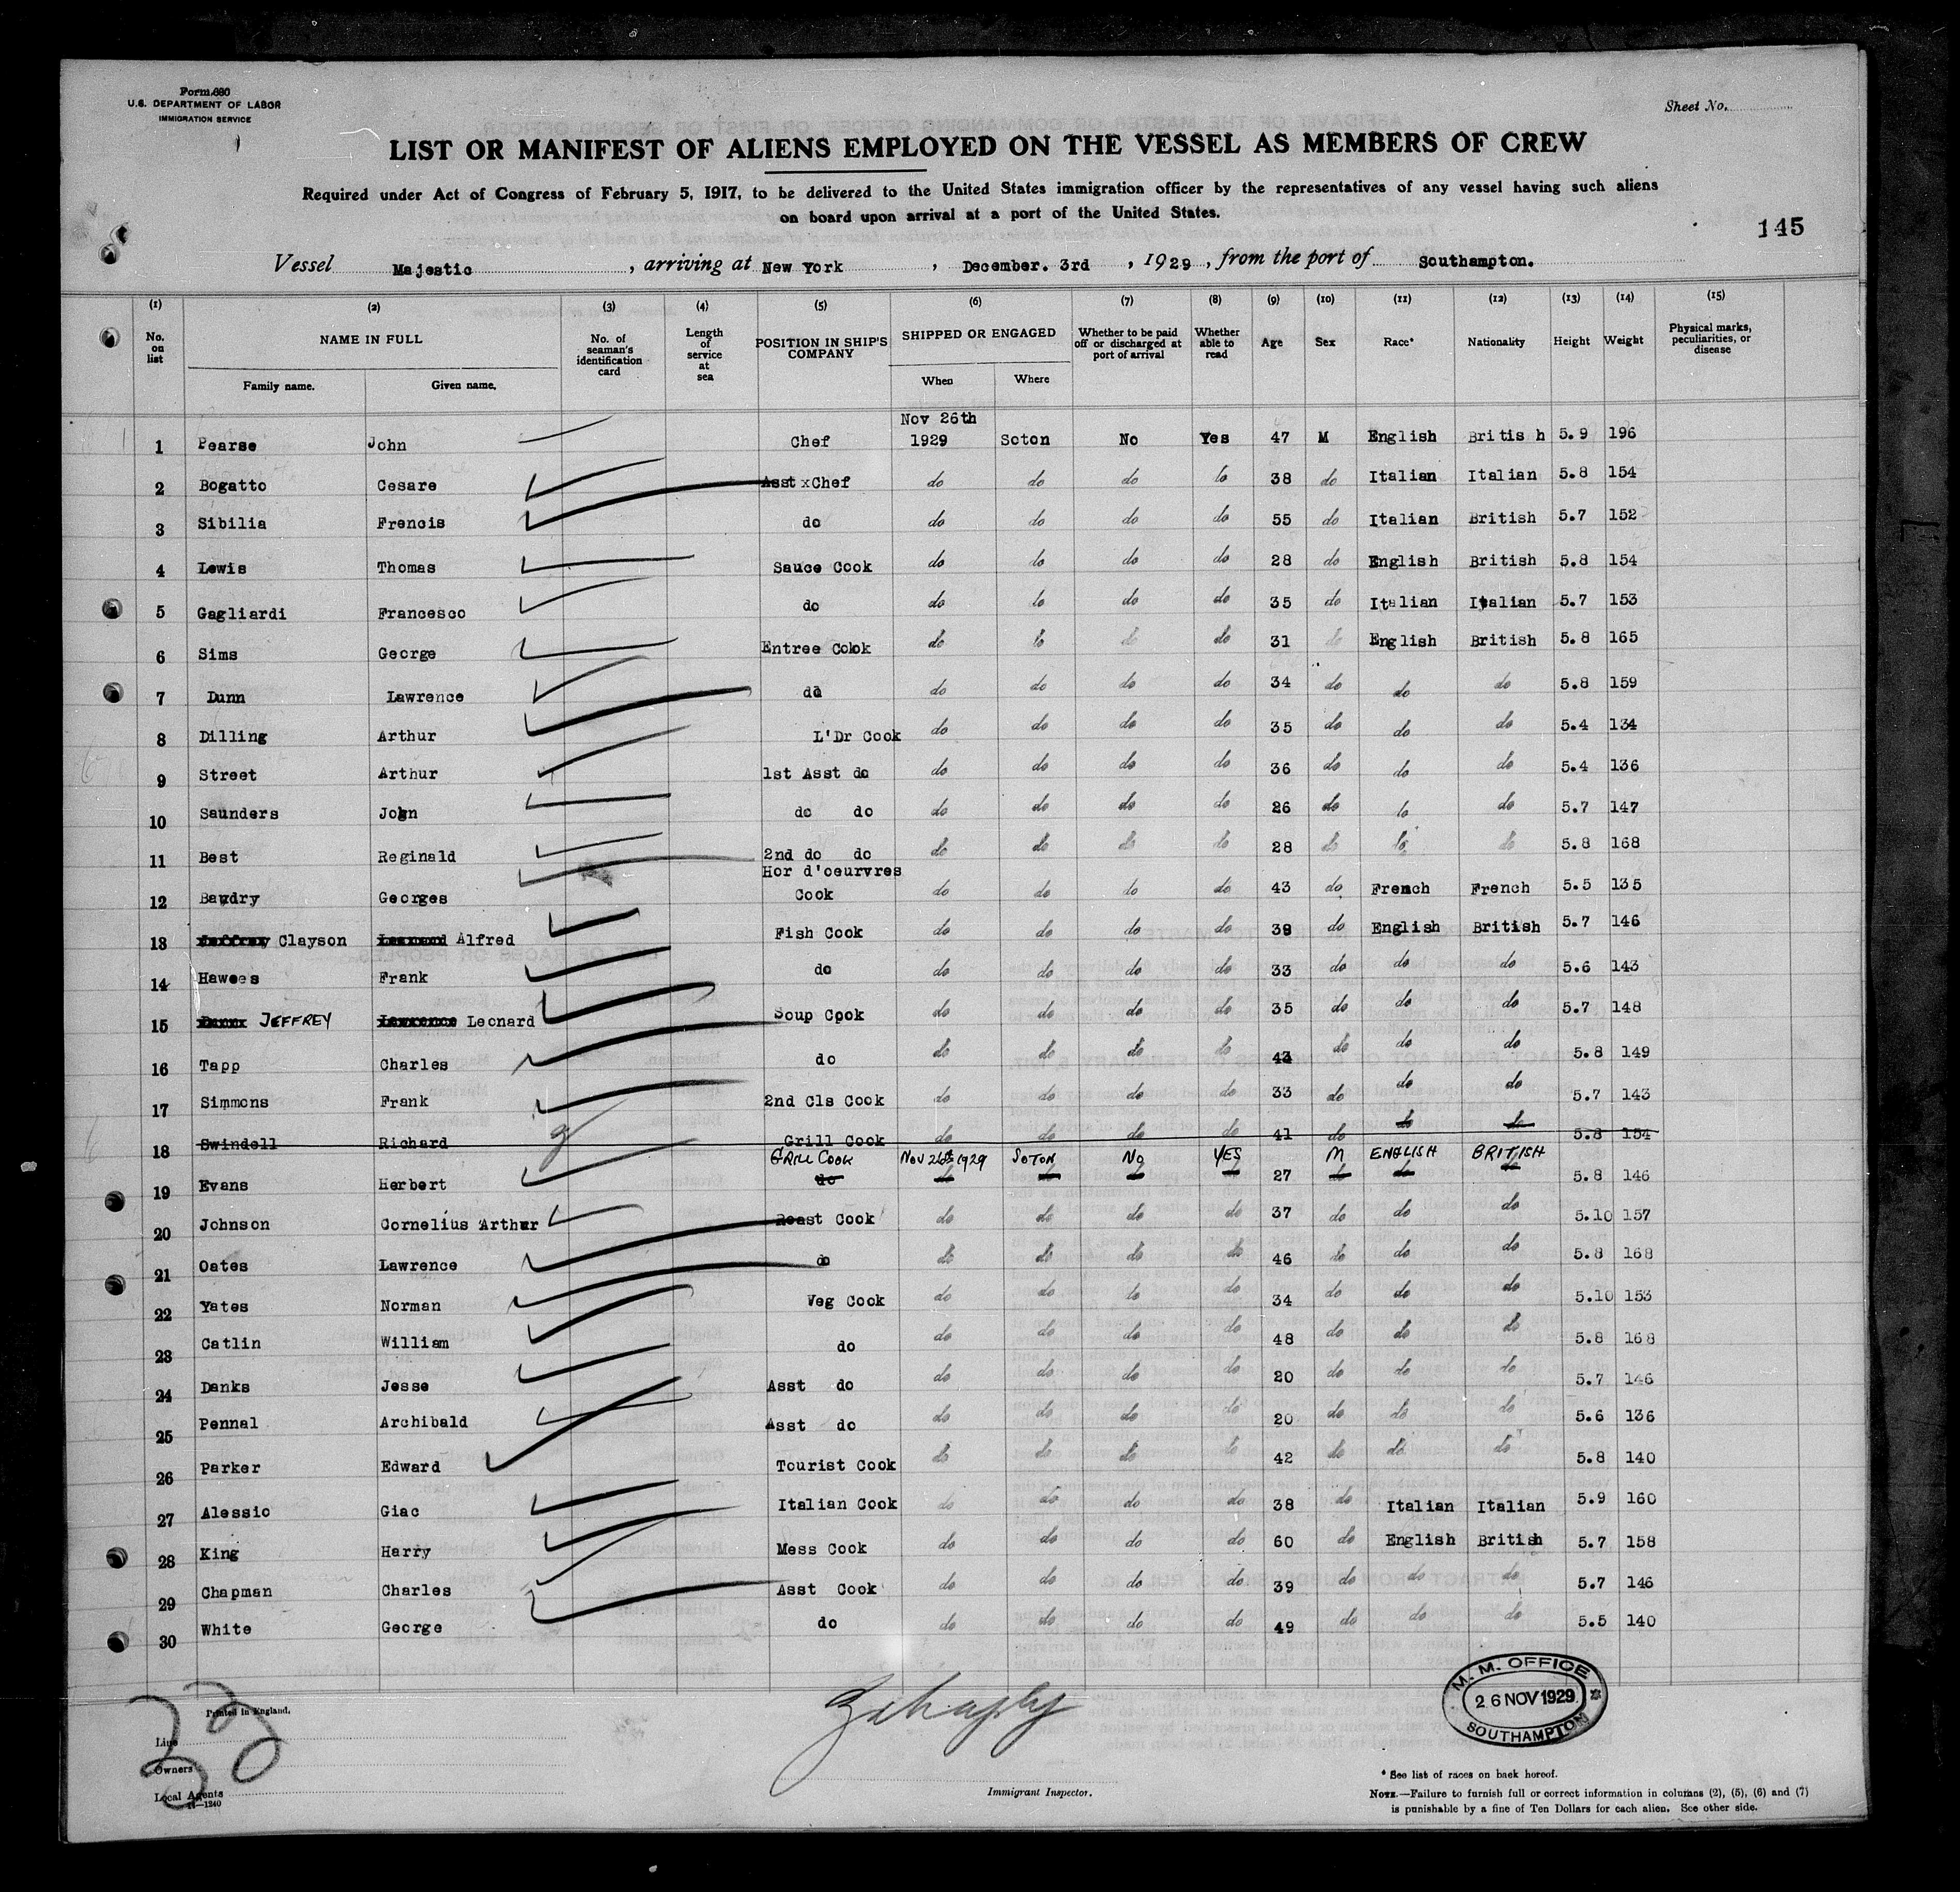 Form 680
U.S. DEPARTMENT OF LABOR
IMMIGRATION SERVICE
Sheet No.
LIST OR MANIFEST OF ALIENS EMPLOYED ON THE VESSEL AS MEMBERS OF CREW
Required under Act of Congress of February 5, 1917, to be delivered to the United States immigration officer by the representatives of any vessel having such aliens
on board upon arrival at a port of the United States.
145
Vessel Majestic , arriving at New York , December. 3rd , 1929 , from the port of Southampton.
(1) (2) (3) (4) (5) (6) (7) (8) (9) (10) (11) (12) (13) (14) (15)
No. on list NAME IN FULL Family name. Given name. No. of seaman's identification card Length of service at sea POSITION IN SHIP'S COMPANY SHIPPED OR ENGAGED When Where Whether to be paid off or discharged at port of arrival Whether able to read Age Sex Race* Nationality Height Weight Physical marks, peculiarities, or disease
1 Pearse John Chef Nov 26th 1929 Soton No Yes 47 M English British 5.9 196
2 Bogatto Cesare Asst x Chef do do do do 38 do Italian Italian 5.8 154
3 Sibilia Frencis do do do do do 55 do Italian British 5.7 152
4 Lewis Thomas Sauce Cook do do do do 28 do English British 5.8 154
5 Gagliardi Francesco do do do do do 35 do Italian Italian 5.7 153
6 Sims George Entree Cook do do do do 31 do English British 5.8 165
7 Dunn Lawrence do do do do do 34 do do do 5.8 159
8 Dilling Arthur L'Dr Cook do do do do 35 do do do 5.4 134
9 Street Arthur 1st Asst do do do do do 36 do do do 5.4 136
10 Saunders John do do do do do do 26 do do do 5.7 147
11 Best Reginald 2nd do do do do do do 28 do do do 5.8 168
12 Baudry Georges Hor d'oeurvres Cook do do do do 43 do French French 5.5 135
13 Jeffrey Clayson Leonard Alfred Fish Cook do do do do 39 do English British 5.7 146
14 Hawees Frank do do do do do 33 do do do 5.6 143
15 Dunn JEFFREY Lawrence Leonard Soup Cook do do do do 35 do do do 5.7 148
16 Tapp Charles do do do do do 43 do do do 5.8 149
17 Simmons Frank 2nd Cls Cook do do do do 33 do do do 5.7 143
18 Swindell Richard Grill Cook do do do do 41 do do do 5.8 154
GRILL COOK Nov 26th 1929 SOTON No YES M ENGLISH BRITISH
19 Evans Herbert do do do do do 27 do do do 5.8 146
20 Johnson Cornelius Arthur Roast Cook do do do do 37 do do do 5.10 157
21 Oates Lawrence do do do do do 46 do do do 5.8 168
22 Yates Norman Veg Cook do do do do 34 do do do 5.10 153
23 Catlin William do do do do do 48 do do do 5.8 168
24 Danks Jesse Asst do do do do do 20 do do do 5.7 146
25 Pennal Archibald Asst do do do do do 20 do do do 5.6 136
26 Parker Edward Tourist Cook do do do do 42 do do do 5.8 140
27 Alessio Giac Italian Cook do do do do 38 do Italian Italian 5.9 160
28 King Harry Mess Cook do do do do 60 do English British 5.7 158
29 Chapman Charles Asst Cook do do do do 39 do do do 5.7 146
30 White George do do do do do 49 do do do 5.5 140
Printed in England.
Line
Owners
Local Agents
14—1240
Immigrant Inspector.
M. M. OFFICE
26 NOV 1929
SOUTHAMPTON
* See list of races on back hereof.
NOTE.—Failure to furnish full or correct information in columns (2), (5), (6) and (7)
is punishable by a fine of Ten Dollars for each alien. See other side.